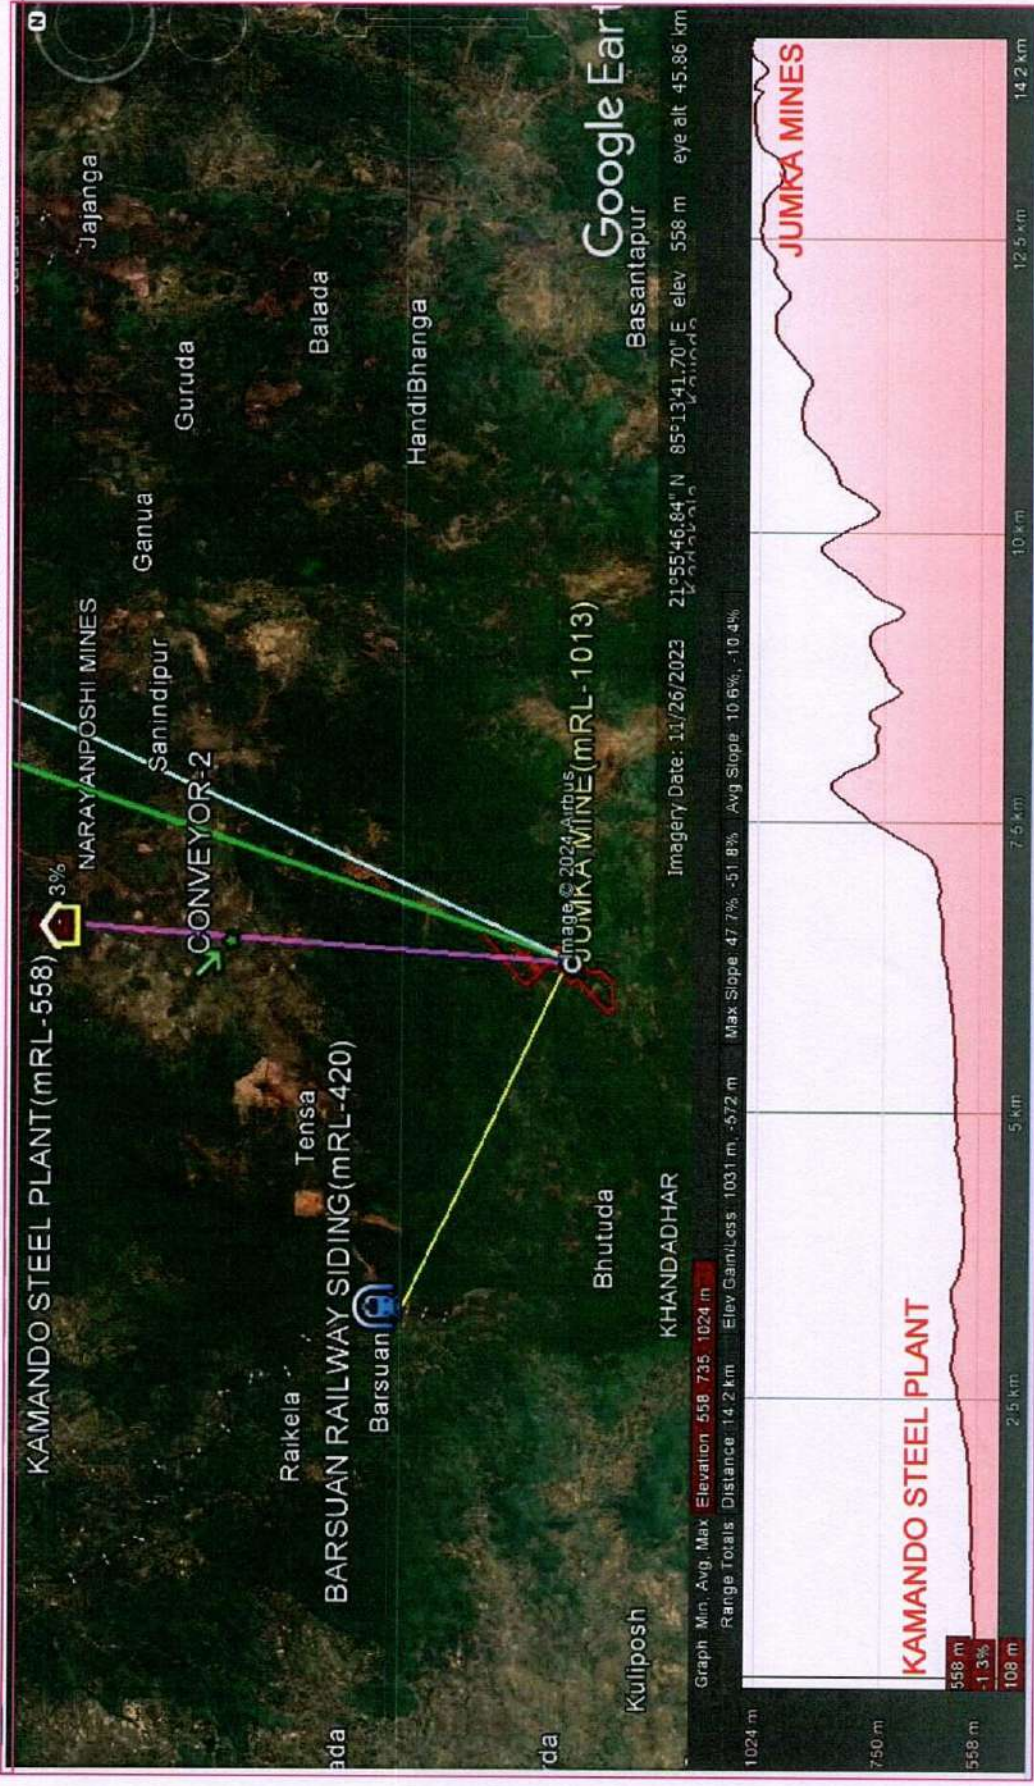 N
KAMANDO STEEL PLANT(mRL-558)
3%
NARAYANPOSHI MINES
Jajanga
Ganua
Guruda
Sanindipur
CONVEYOR-2
Raikela
Tensa
Balada
BARSUAN RAILWAY SIDING(mRL-420)
Barsuan
HandiBhanga
Image © 2024 Airbus
JUMKA MINE(mRL-1013)
Bhutuda
Google Eart
Basantapur
Kuliposh
KHANDADHAR
ada
rda
Imagery Date: 11/26/2023 21°55'46.84" N 85°13'41.70" E elev 558 m eye alt 45.86 km
Graph Min, Avg, Max Elevation 558, 735, 1024 m
Range Totals Distance: 14.2 km Elev Gain/Loss 1031 m, -572 m Max Slope 47.7% -51.8% Avg Slope 10.6%, -10.4%
1024 m
750 m
558 m
JUMKA MINES
KAMANDO STEEL PLANT
558 m
-1.3%
108 m
2.5 km
5 km
7.5 km
10 km
12.5 km
14.2 km